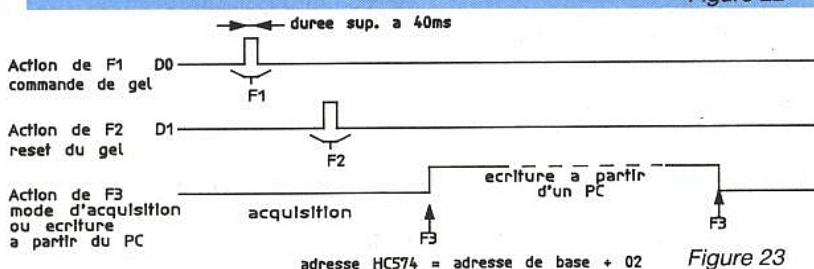 Figure 22
duree sup. a 40ms
Action de F1 D0
commande de gel
F1
Action de F2 D1
reset du gel
F2
Action de F3
mode d'acquisition
ou ecriture
a partir du PC
acquisition
ecriture a partir
d'un PC
F3
F3
adresse HC574 = adresse de base + 02
Figure 23